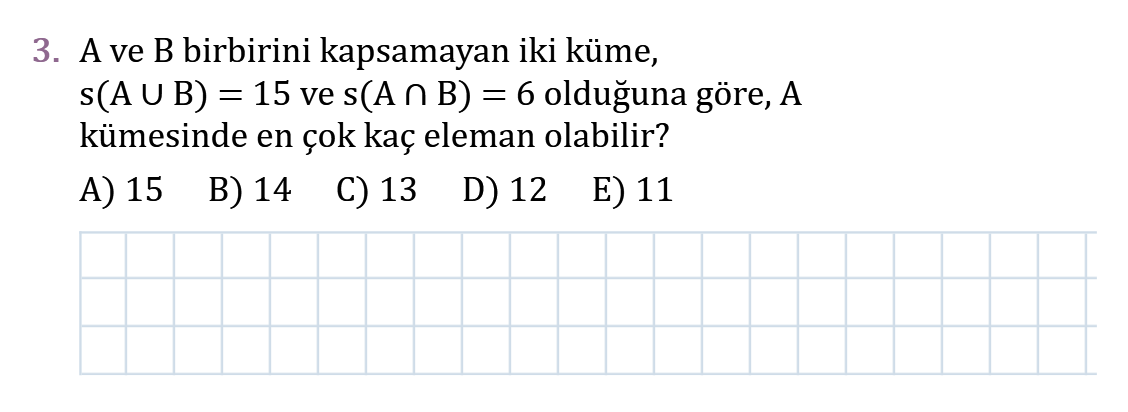 3. A ve B birbirini kapsamayan iki küme,
s(A ∪ B) = 15 ve s(A ∩ B) = 6 olduğuna göre, A
kümesinde en çok kaç eleman olabilir?
A) 15 B) 14 C) 13 D) 12 E) 11